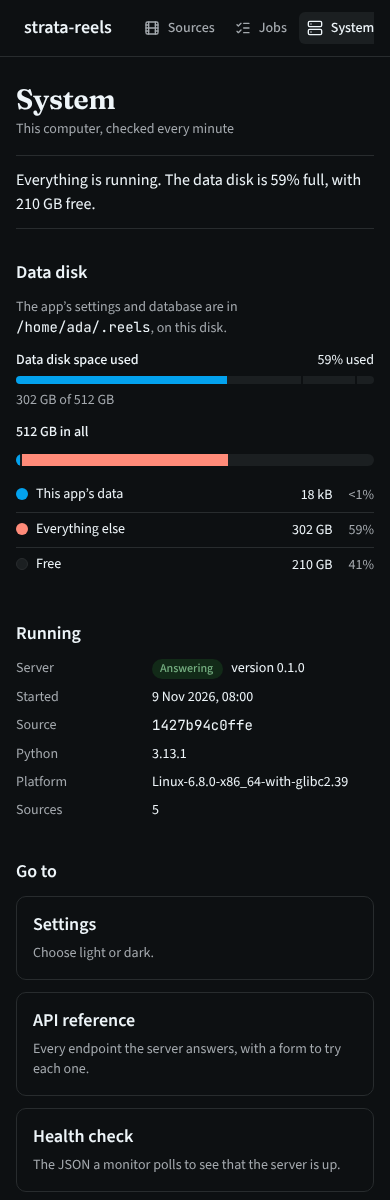 strata-reels Sources Jobs System
System
This computer, checked every minute
Everything is running. The data disk is 59% full, with
210 GB free.
Data disk
The app’s settings and database are in
/home/ada/.reels, on this disk.
Data disk space used 59% used
302 GB of 512 GB
512 GB in all
This app’s data 18 kB <1%
Everything else 302 GB 59%
Free 210 GB 41%
Running
Server Answering version 0.1.0
Started 9 Nov 2026, 08:00
Source 1427b94c0ffe
Python 3.13.1
Platform Linux-6.8.0-x86_64-with-glibc2.39
Sources 5
Go to
Settings
Choose light or dark.
API reference
Every endpoint the server answers, with a form to try
each one.
Health check
The JSON a monitor polls to see that the server is up.